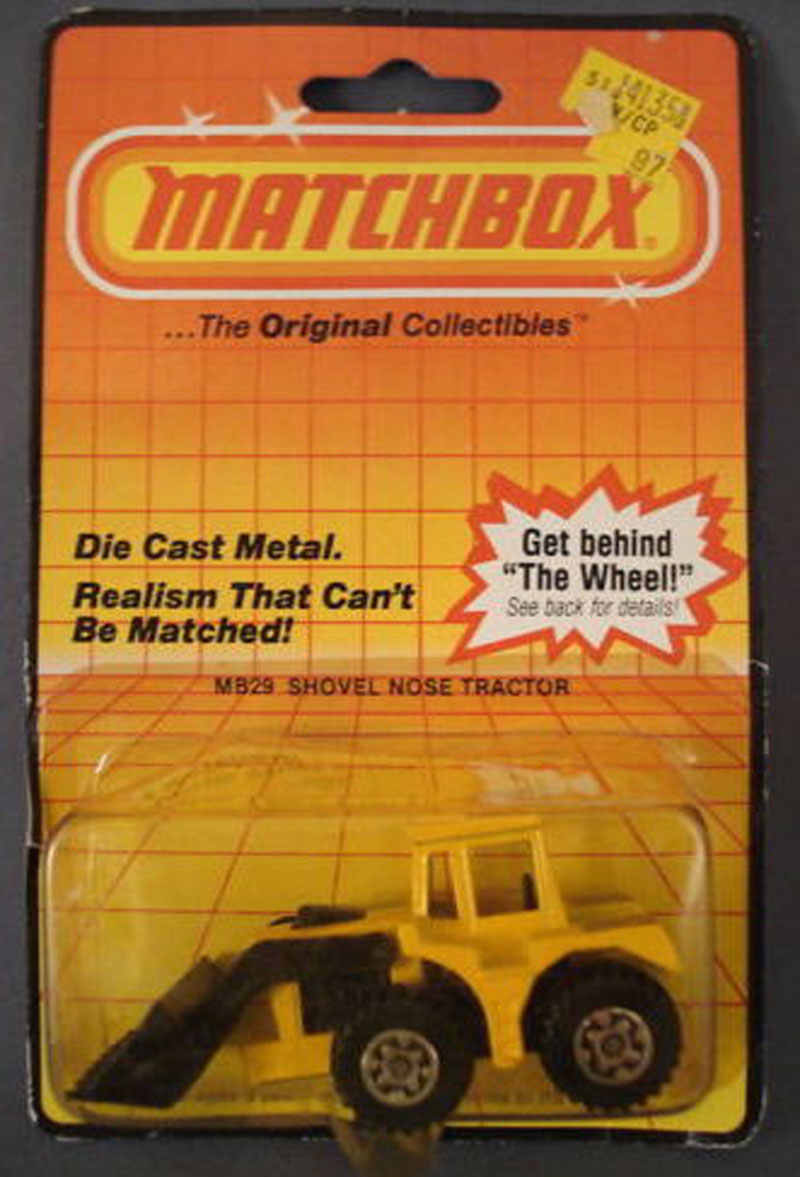 97
MATCHBOX®
...The Original Collectibles™
Get behind
"The Wheel!"
See back for details!
Die Cast Metal.
Realism That Can't
Be Matched!
MB29 SHOVEL NOSE TRACTOR